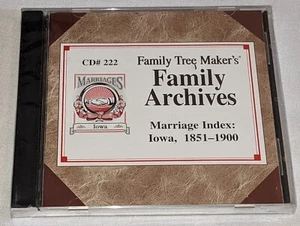 CD# 222
MARRIAGES
Iowa
Family Tree Maker's
Family
Archives
Marriage Index:
Iowa, 1851–1900